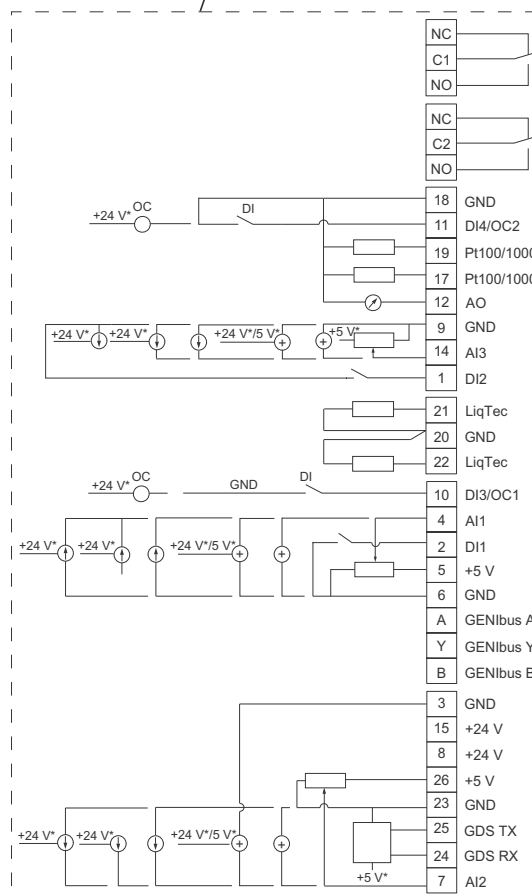 NC
C1
NO
NC
C2
NO
18 GND
+24 V* OC DI 11 DI4/OC2
19 Pt100/1000
17 Pt100/1000
12 AO
9 GND
+24 V* +24 V* +24 V*/5 V* +5 V*
14 AI3
1 DI2
21 LiqTec
20 GND
22 LiqTec
+24 V* OC GND DI 10 DI3/OC1
4 AI1
2 DI1
+24 V* +24 V* +24 V*/5 V*
5 +5 V
6 GND
A GENIbus A
Y GENIbus Y
B GENIbus B
3 GND
15 +24 V
8 +24 V
26 +5 V
23 GND
+24 V* +24 V* +24 V*/5 V* 25 GDS TX
24 GDS RX
+5 V* 7 AI2